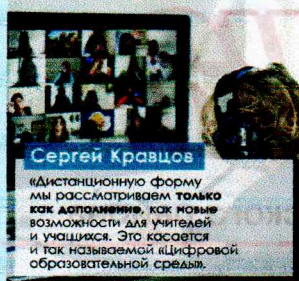 Сергей Кравцов
«Дистанционную форму
мы рассматриваем только
как дополнение, как новые
возможности для учителей
и учащихся. Это касается
и так называемой «Цифровой
образовательной среды».